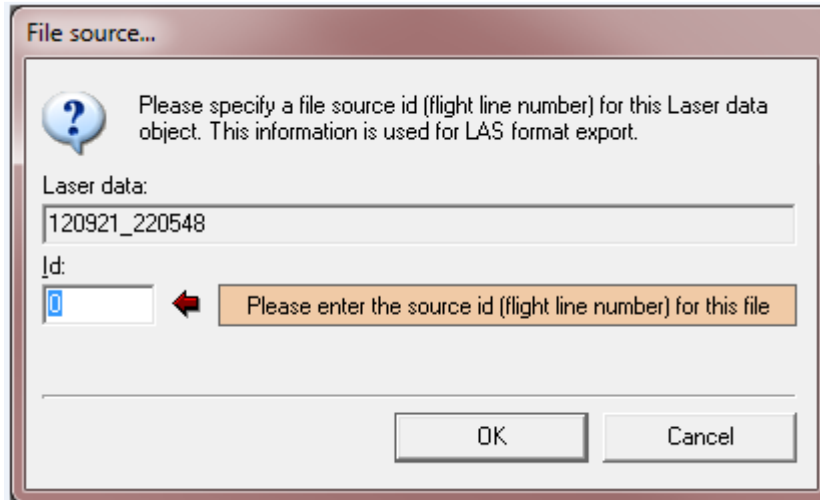 File source...
Please specify a file source id (flight line number) for this Laser data
object. This information is used for LAS format export.
Laser data:
120921_220548
Id:
0
Please enter the source id (flight line number) for this file
OK
Cancel